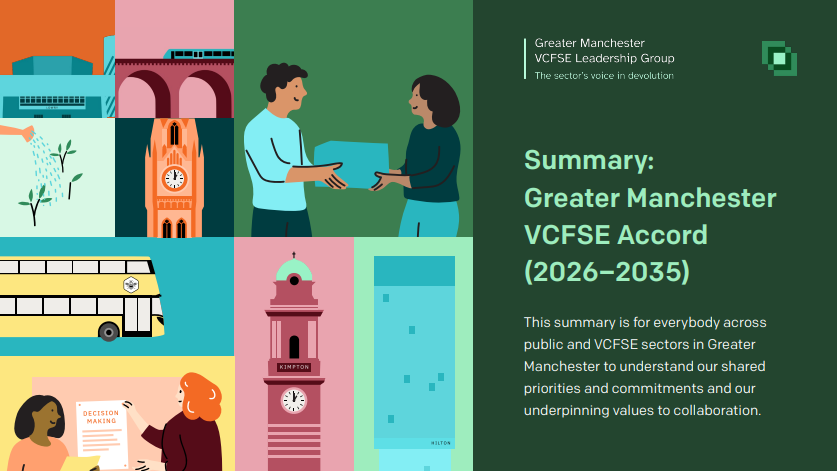 Greater Manchester
VCFSE Leadership Group
The sector's voice in devolution
Summary:
Greater Manchester
VCFSE Accord
(2026–2035)
This summary is for everybody across
public and VCFSE sectors in Greater
Manchester to understand our shared
priorities and commitments and our
underpinning values to collaboration.
KIMPTON
HILTON
DECISION
MAKING